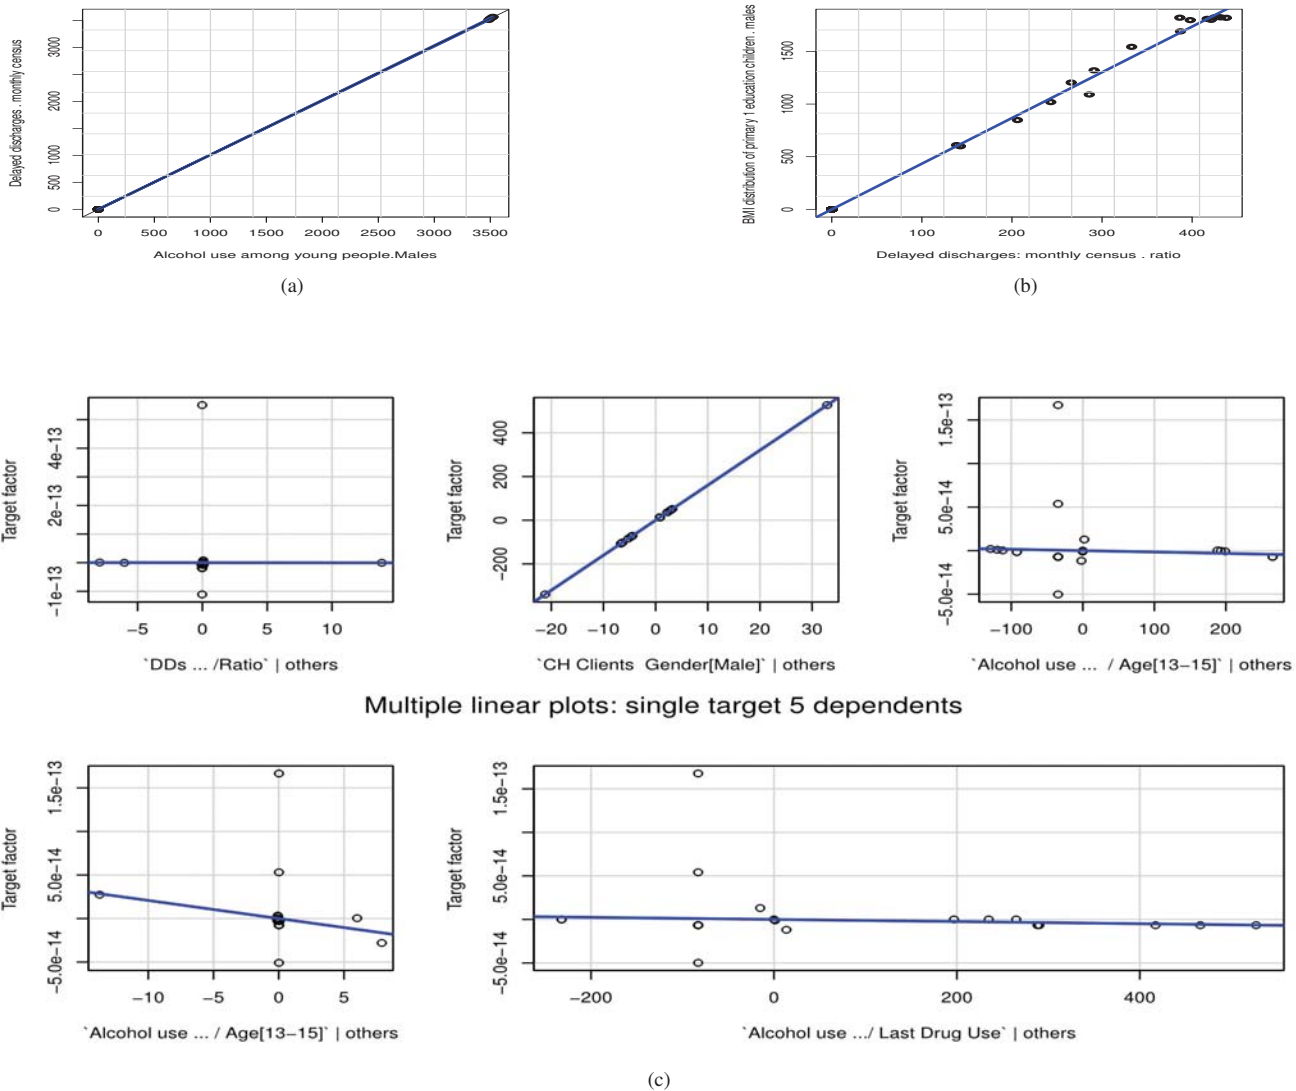 Delayed discharges . monthly census
3000
2000
1000
500
0
0 500 1000 1500 2000 2500 3000 3500
Alcohol use among young people.Males
(a)
BMI distribution of primary 1 education children . males
1500
1000
500
0
0 100 200 300 400
Delayed discharges: monthly census . ratio
(b)
Target factor
4e−13
2e−13
−1e−13
−5 0 5 10
`DDs ... /Ratio` | others
Target factor
400
200
0
−200
−20 −10 0 10 20 30
`CH Clients Gender[Male]` | others
Target factor
1.5e−13
5.0e−14
−5.0e−14
−100 0 100 200
`Alcohol use ... / Age[13−15]` | others
Multiple linear plots: single target 5 dependents
Target factor
1.5e−13
5.0e−14
−5.0e−14
−10 −5 0 5
`Alcohol use ... / Age[13−15]` | others
Target factor
1.5e−13
5.0e−14
−5.0e−14
−200 0 200 400
`Alcohol use .../ Last Drug Use` | others
(c)